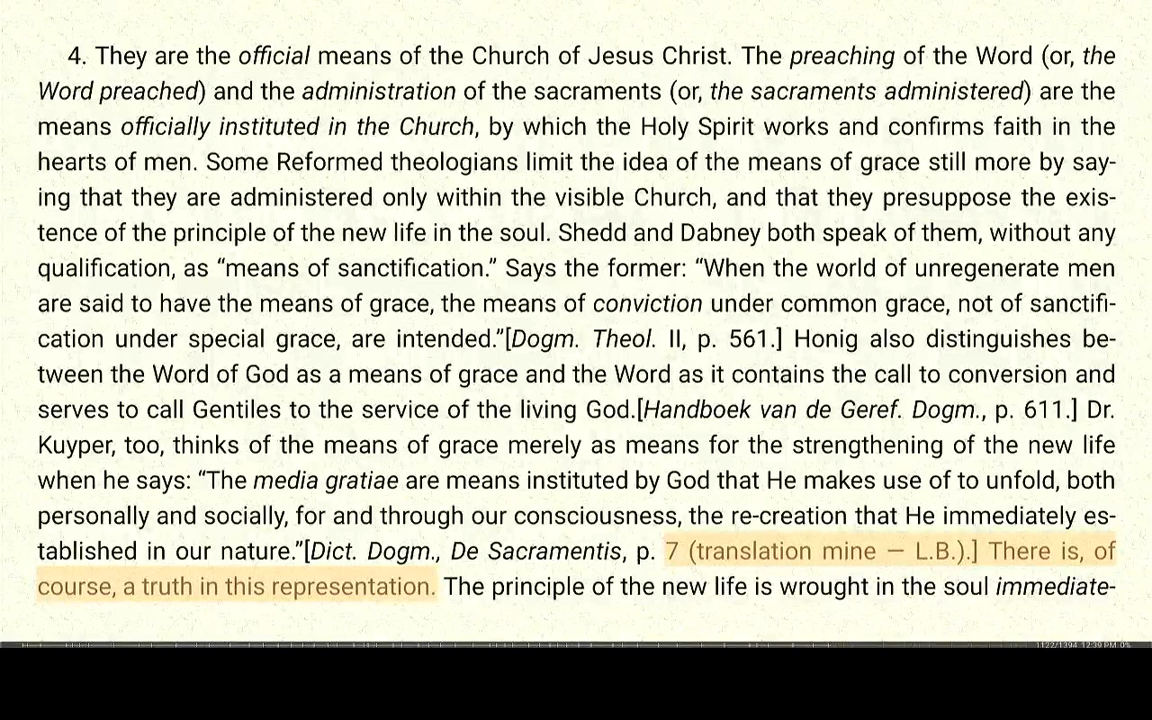 4. They are the official means of the Church of Jesus Christ. The preaching of the Word (or, the
Word preached) and the administration of the sacraments (or, the sacraments administered) are the
means officially instituted in the Church, by which the Holy Spirit works and confirms faith in the
hearts of men. Some Reformed theologians limit the idea of the means of grace still more by say-
ing that they are administered only within the visible Church, and that they presuppose the exis-
tence of the principle of the new life in the soul. Shedd and Dabney both speak of them, without any
qualification, as “means of sanctification.” Says the former: “When the world of unregenerate men
are said to have the means of grace, the means of conviction under common grace, not of sanctifi-
cation under special grace, are intended.”[Dogm. Theol. II, p. 561.] Honig also distinguishes be-
tween the Word of God as a means of grace and the Word as it contains the call to conversion and
serves to call Gentiles to the service of the living God.[Handboek van de Geref. Dogm., p. 611.] Dr.
Kuyper, too, thinks of the means of grace merely as means for the strengthening of the new life
when he says: “The media gratiae are means instituted by God that He makes use of to unfold, both
personally and socially, for and through our consciousness, the re-creation that He immediately es-
tablished in our nature.”[Dict. Dogm., De Sacramentis, p. 7 (translation mine — L.B.).] There is, of
course, a truth in this representation. The principle of the new life is wrought in the soul immediate-
1122/1394 12:39 PM 0%